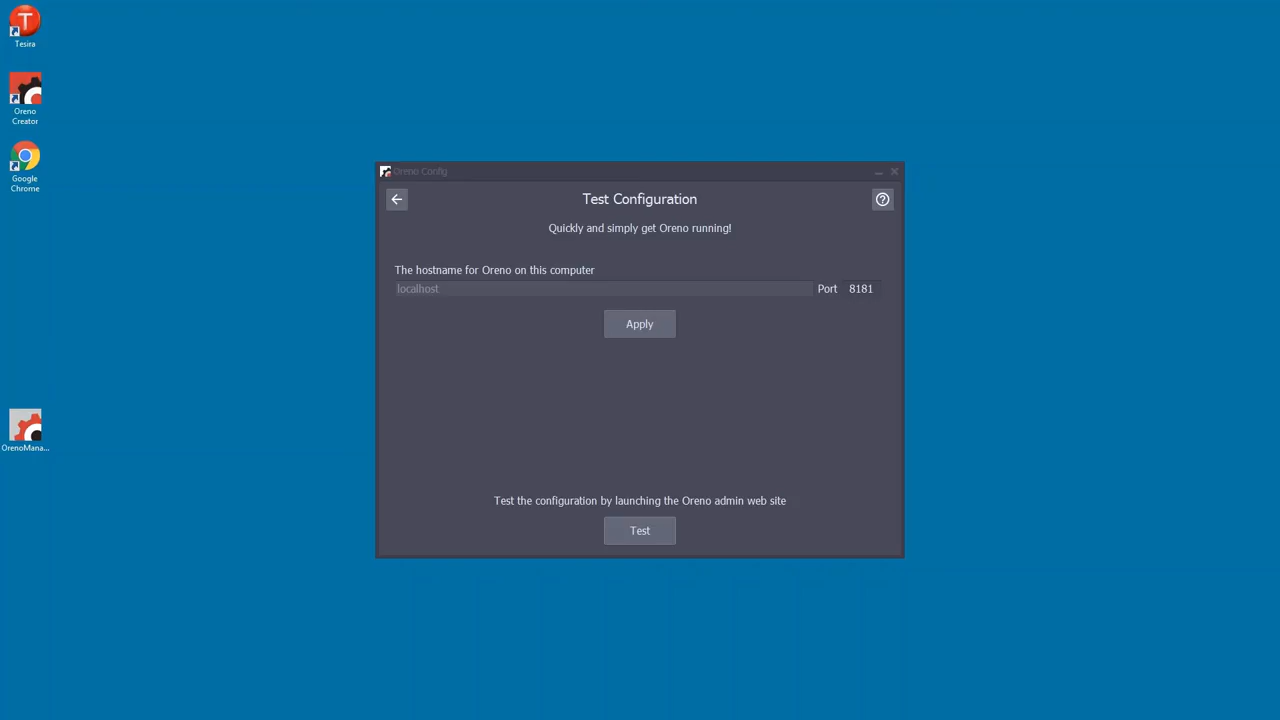 Tesira
Oreno
Creator
Google
Chrome
OrenoMana...
Oreno Config
Test Configuration
Quickly and simply get Oreno running!
The hostname for Oreno on this computer
localhost Port 8181
Apply
Test the configuration by launching the Oreno admin web site
Test